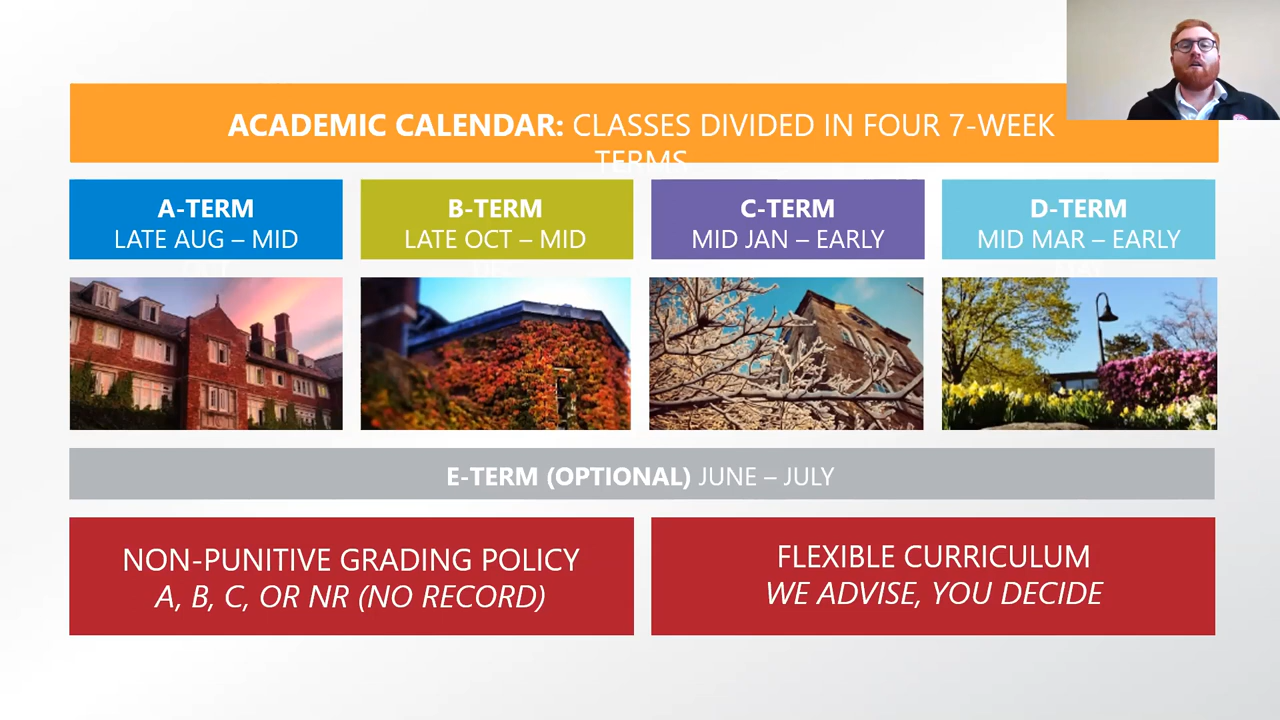 ACADEMIC CALENDAR: CLASSES DIVIDED IN FOUR 7-WEEK
TERMS
A-TERM
LATE AUG – MID
B-TERM
LATE OCT – MID
C-TERM
MID JAN – EARLY
D-TERM
MID MAR – EARLY
E-TERM (OPTIONAL) JUNE – JULY
NON-PUNITIVE GRADING POLICY
A, B, C, OR NR (NO RECORD)
FLEXIBLE CURRICULUM
WE ADVISE, YOU DECIDE